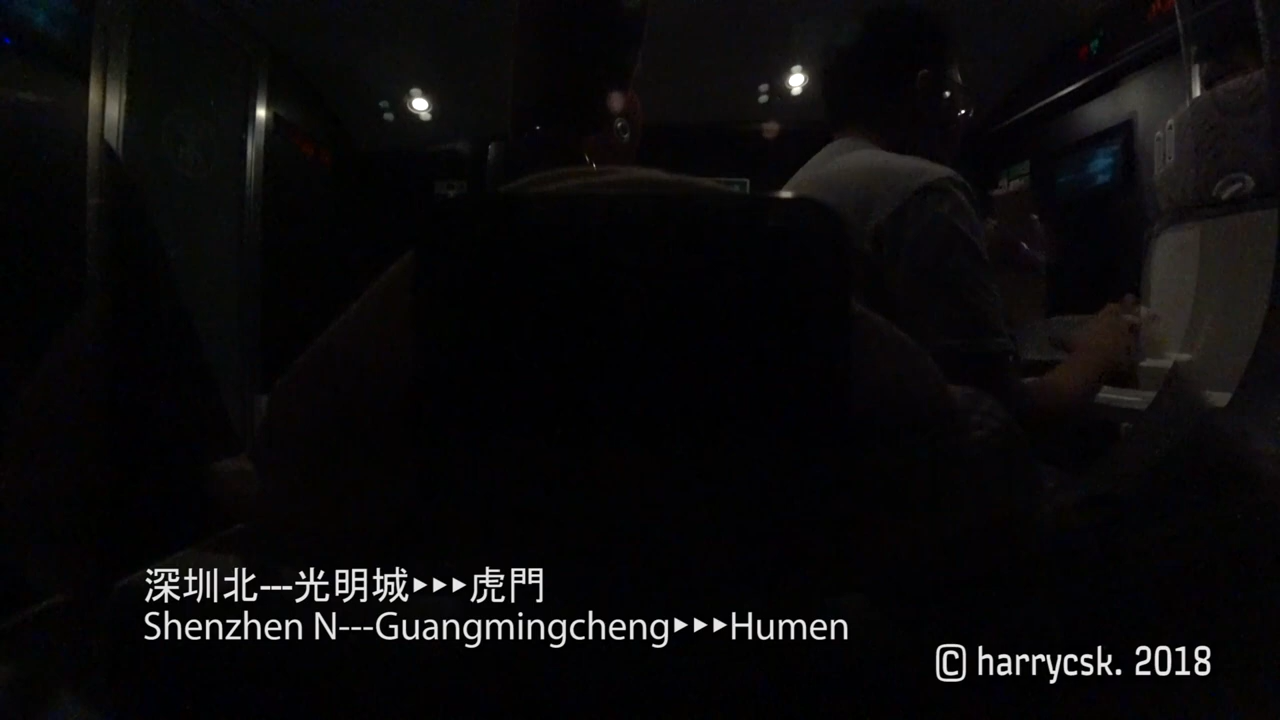 深圳北---光明城▸▸▸虎門
Shenzhen N---Guangmingcheng▸▸▸Humen
© harrycsk. 2018